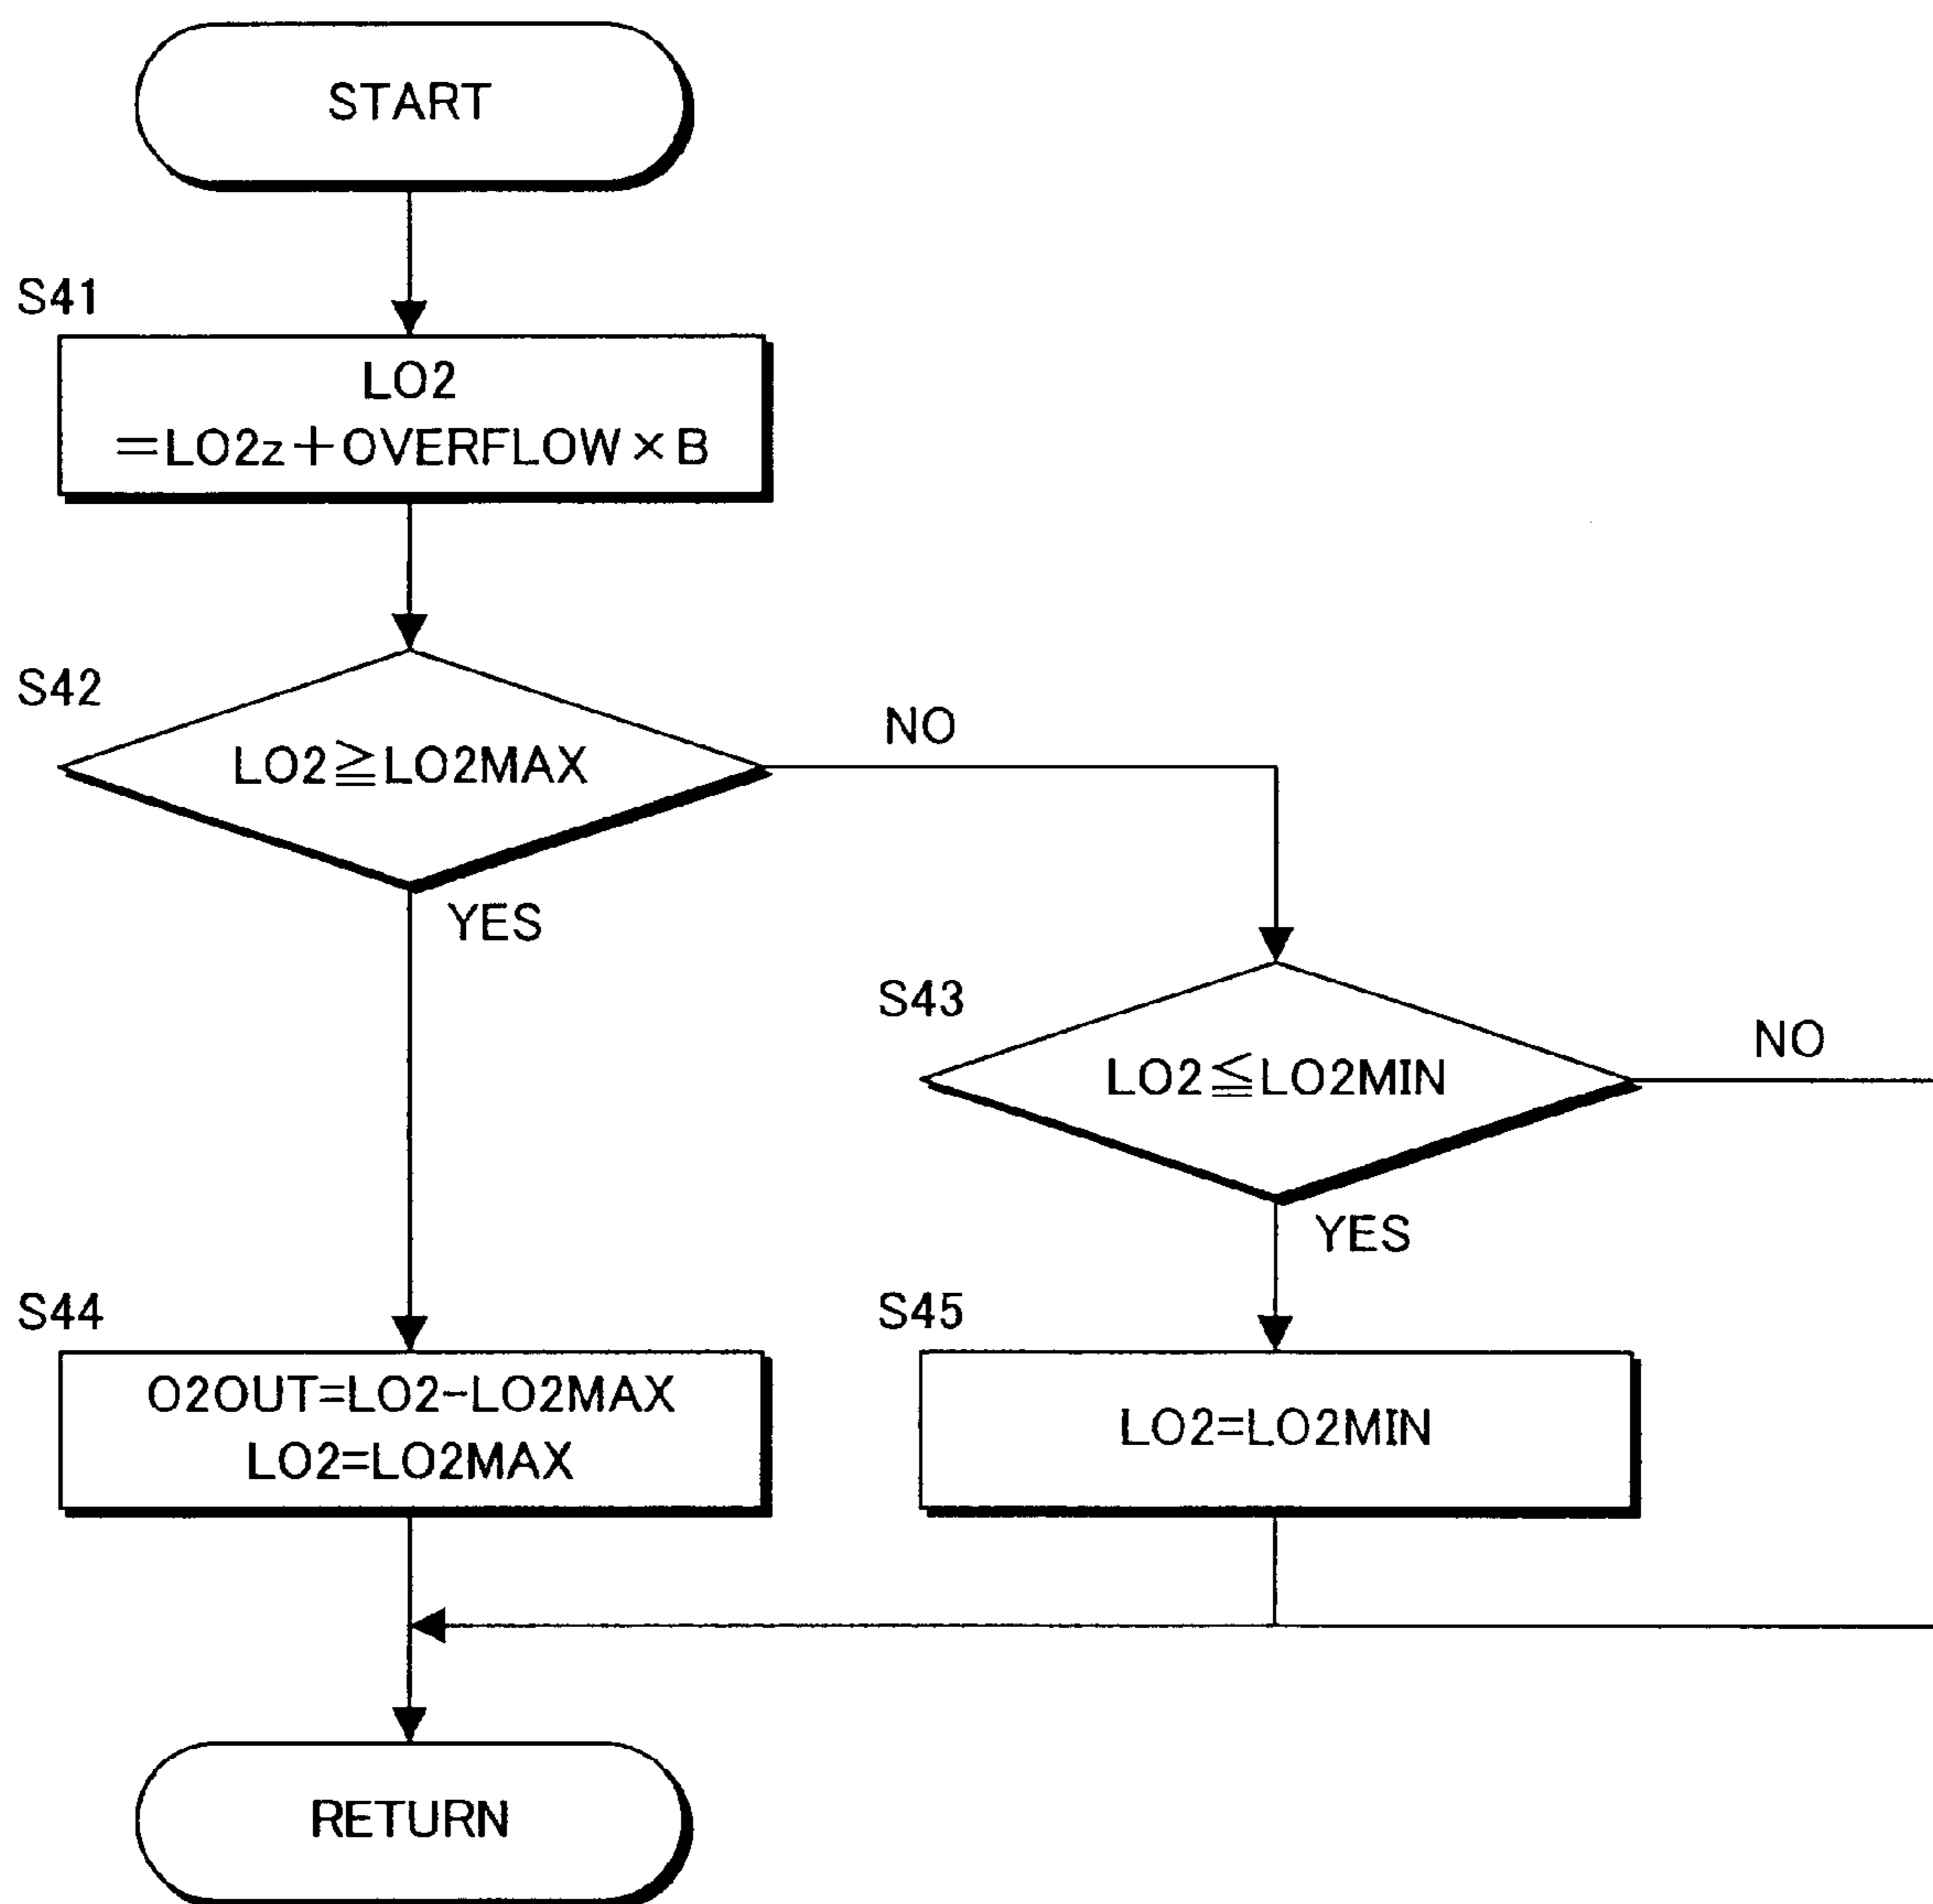 START
S41
LO2
=LO2z+OVERFLOW×B
S42
LO2≧LO2MAX
NO
YES
S43
LO2≦LO2MIN
NO
YES
S44
O2OUT=LO2-LO2MAX
LO2=LO2MAX
S45
LO2=LO2MIN
RETURN